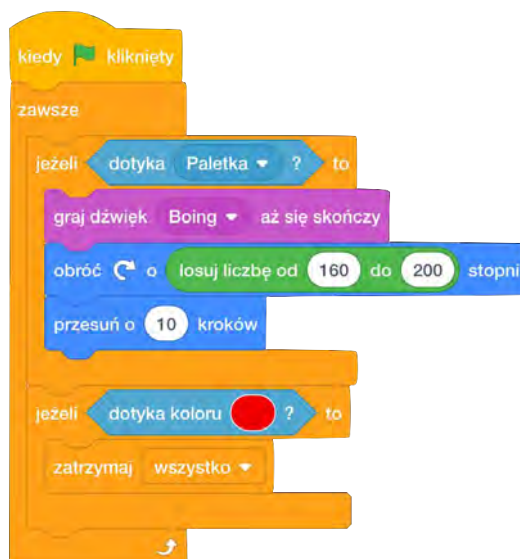 kiedy kliknięty
zawsze
jeżeli dotyka Paletka ? to
graj dźwięk Boing aż się skończy
obróć o losuj liczbę od 160 do 200 stopni
przesuń o 10 kroków
jeżeli dotyka koloru ? to
zatrzymaj wszystko